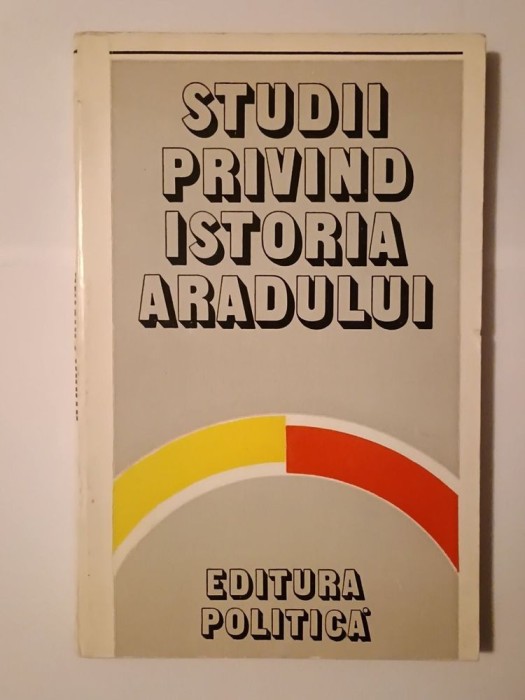 STUDII
PRIVIND
ISTORIA
ARADULUI
EDITURA
POLITICĂ